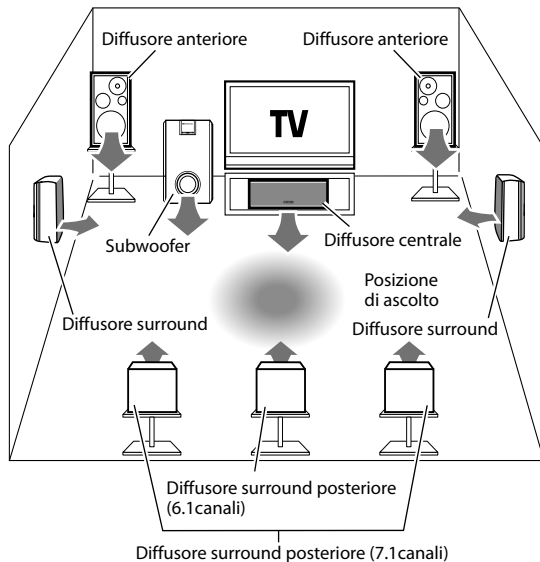 Diffusore anteriore
Diffusore anteriore
TV
Subwoofer
Diffusore centrale
Posizione
di ascolto
Diffusore surround
Diffusore surround
Diffusore surround posteriore
(6.1canali)
Diffusore surround posteriore (7.1canali)